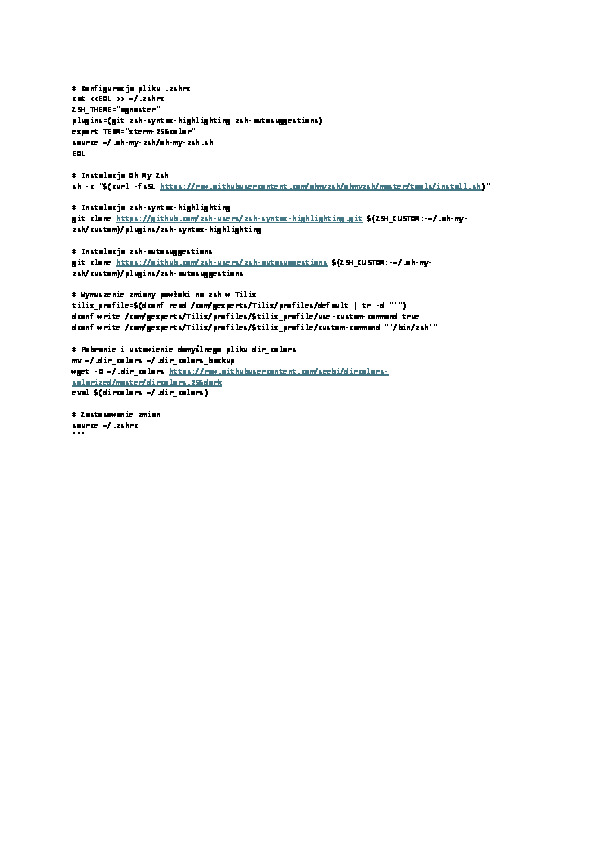 # Konfiguracja pliku .zshrc
cat <<EOL >> ~/.zshrc
ZSH_THEME="agnoster"
plugins=(git zsh-syntax-highlighting zsh-autosuggestions)
export TERM="xterm-256color"
source ~/.oh-my-zsh/oh-my-zsh.sh
EOL
# Instalacja Oh My Zsh
sh -c "$(curl -fsSL https://raw.githubusercontent.com/ohmyzsh/ohmyzsh/master/tools/install.sh)"
# Instalacja zsh-syntax-highlighting
git clone https://github.com/zsh-users/zsh-syntax-highlighting.git ${ZSH_CUSTOM:-~/.oh-my-
zsh/custom}/plugins/zsh-syntax-highlighting
# Instalacja zsh-autosuggestions
git clone https://github.com/zsh-users/zsh-autosuggestions ${ZSH_CUSTOM:-~/.oh-my-
zsh/custom}/plugins/zsh-autosuggestions
# Wymuszenie zmiany powłoki na zsh w Tilix
tilix_profile=$(dconf read /com/gexperts/Tilix/profiles/default | tr -d "'")
dconf write /com/gexperts/Tilix/profiles/$tilix_profile/use-custom-command true
dconf write /com/gexperts/Tilix/profiles/$tilix_profile/custom-command "'/bin/zsh'"
# Pobranie i ustawienie domyślnego pliku dir_colors
mv ~/.dir_colors ~/.dir_colors_backup
wget -O ~/.dir_colors https://raw.githubusercontent.com/seebi/dircolors-
solarized/master/dircolors.256dark
eval $(dircolors ~/.dir_colors)
# Zastosowanie zmian
source ~/.zshrc
```